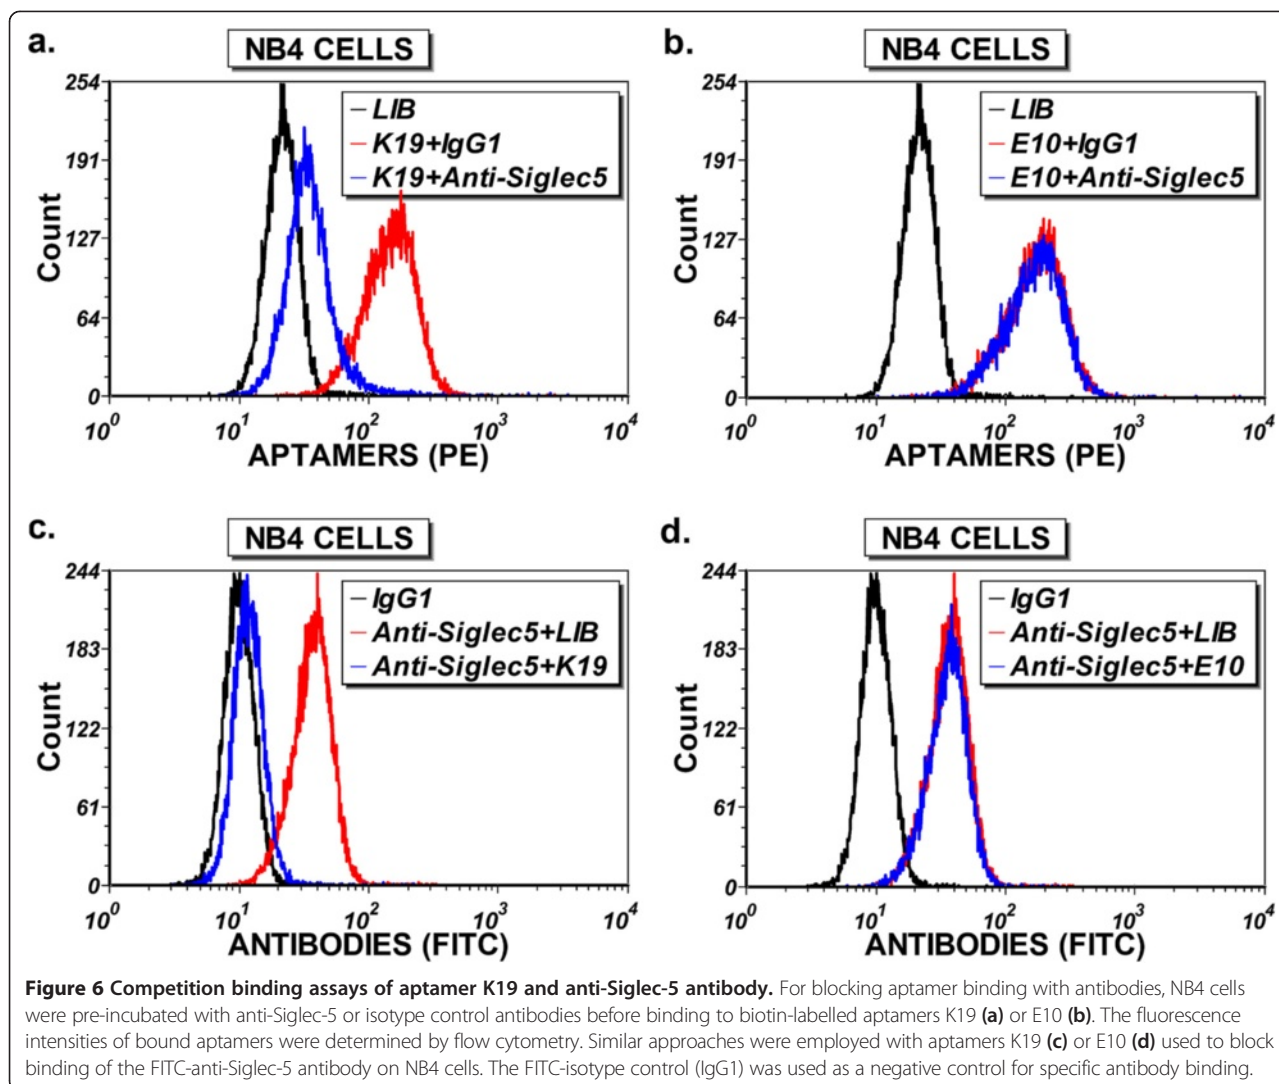 a.
NB4 CELLS
254
191
127
64
0
Count
LIB
K19+IgG1
K19+Anti-Siglec5
10^0 10^1 10^2 10^3 10^4
APTAMERS (PE)
b.
NB4 CELLS
254
191
127
64
0
Count
LIB
E10+IgG1
E10+Anti-Siglec5
10^0 10^1 10^2 10^3 10^4
APTAMERS (PE)
c.
NB4 CELLS
244
183
122
61
0
Count
IgG1
Anti-Siglec5+LIB
Anti-Siglec5+K19
10^0 10^1 10^2 10^3 10^4
ANTIBODIES (FITC)
d.
NB4 CELLS
244
183
122
61
0
Count
IgG1
Anti-Siglec5+LIB
Anti-Siglec5+E10
10^0 10^1 10^2 10^3 10^4
ANTIBODIES (FITC)
Figure 6 Competition binding assays of aptamer K19 and anti-Siglec-5 antibody. For blocking aptamer binding with antibodies, NB4 cells
were pre-incubated with anti-Siglec-5 or isotype control antibodies before binding to biotin-labelled aptamers K19 (a) or E10 (b). The fluorescence
intensities of bound aptamers were determined by flow cytometry. Similar approaches were employed with aptamers K19 (c) or E10 (d) used to block
binding of the FITC-anti-Siglec-5 antibody on NB4 cells. The FITC-isotype control (IgG1) was used as a negative control for specific antibody binding.